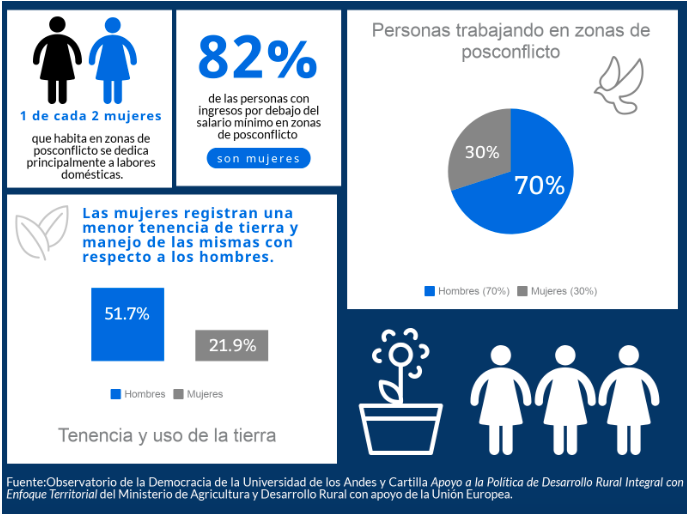 1 de cada 2 mujeres
que habita en zonas de
posconflicto se dedica
principalmente a labores
domésticas.
82%
de las personas con
ingresos por debajo del
salario mínimo en zonas
de posconflicto
son mujeres
Personas trabajando en zonas de
posconflicto
30%
70%
Hombres (70%) Mujeres (30%)
Las mujeres registran una
menor tenencia de tierra y
manejo de las mismas con
respecto a los hombres.
51.7%
21.9%
Hombres Mujeres
Tenencia y uso de la tierra
Fuente:Observatorio de la Democracia de la Universidad de los Andes y Cartilla Apoyo a la Política de Desarrollo Rural Integral con
Enfoque Territorial del Ministerio de Agricultura y Desarrollo Rural con apoyo de la Unión Europea.